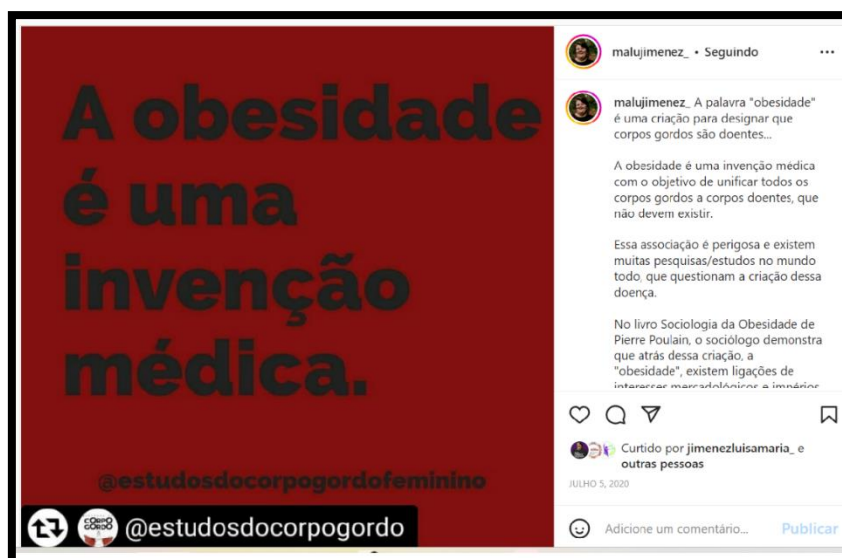 A obesidade
é uma
invenção
médica.
@estudosdocorpogordofeminino
@estudosdocorpogordo
malujimenez_ • Seguindo
malujimenez_ A palavra "obesidade"
é uma criação para designar que
corpos gordos são doentes...
A obesidade é uma invenção médica
com o objetivo de unificar todos os
corpos gordos a corpos doentes, que
não devem existir.
Essa associação é perigosa e existem
muitas pesquisas/estudos no mundo
todo, que questionam a criação dessa
doença.
No livro Sociologia da Obesidade de
Pierre Poulain, o sociólogo demonstra
que atrás dessa criação, a
"obesidade", existem ligações de
interesses mercadológicos e impérios
Curtido por jimenezluisamaria_ e
outras pessoas
JULHO 5, 2020
Adicione um comentário... Publicar